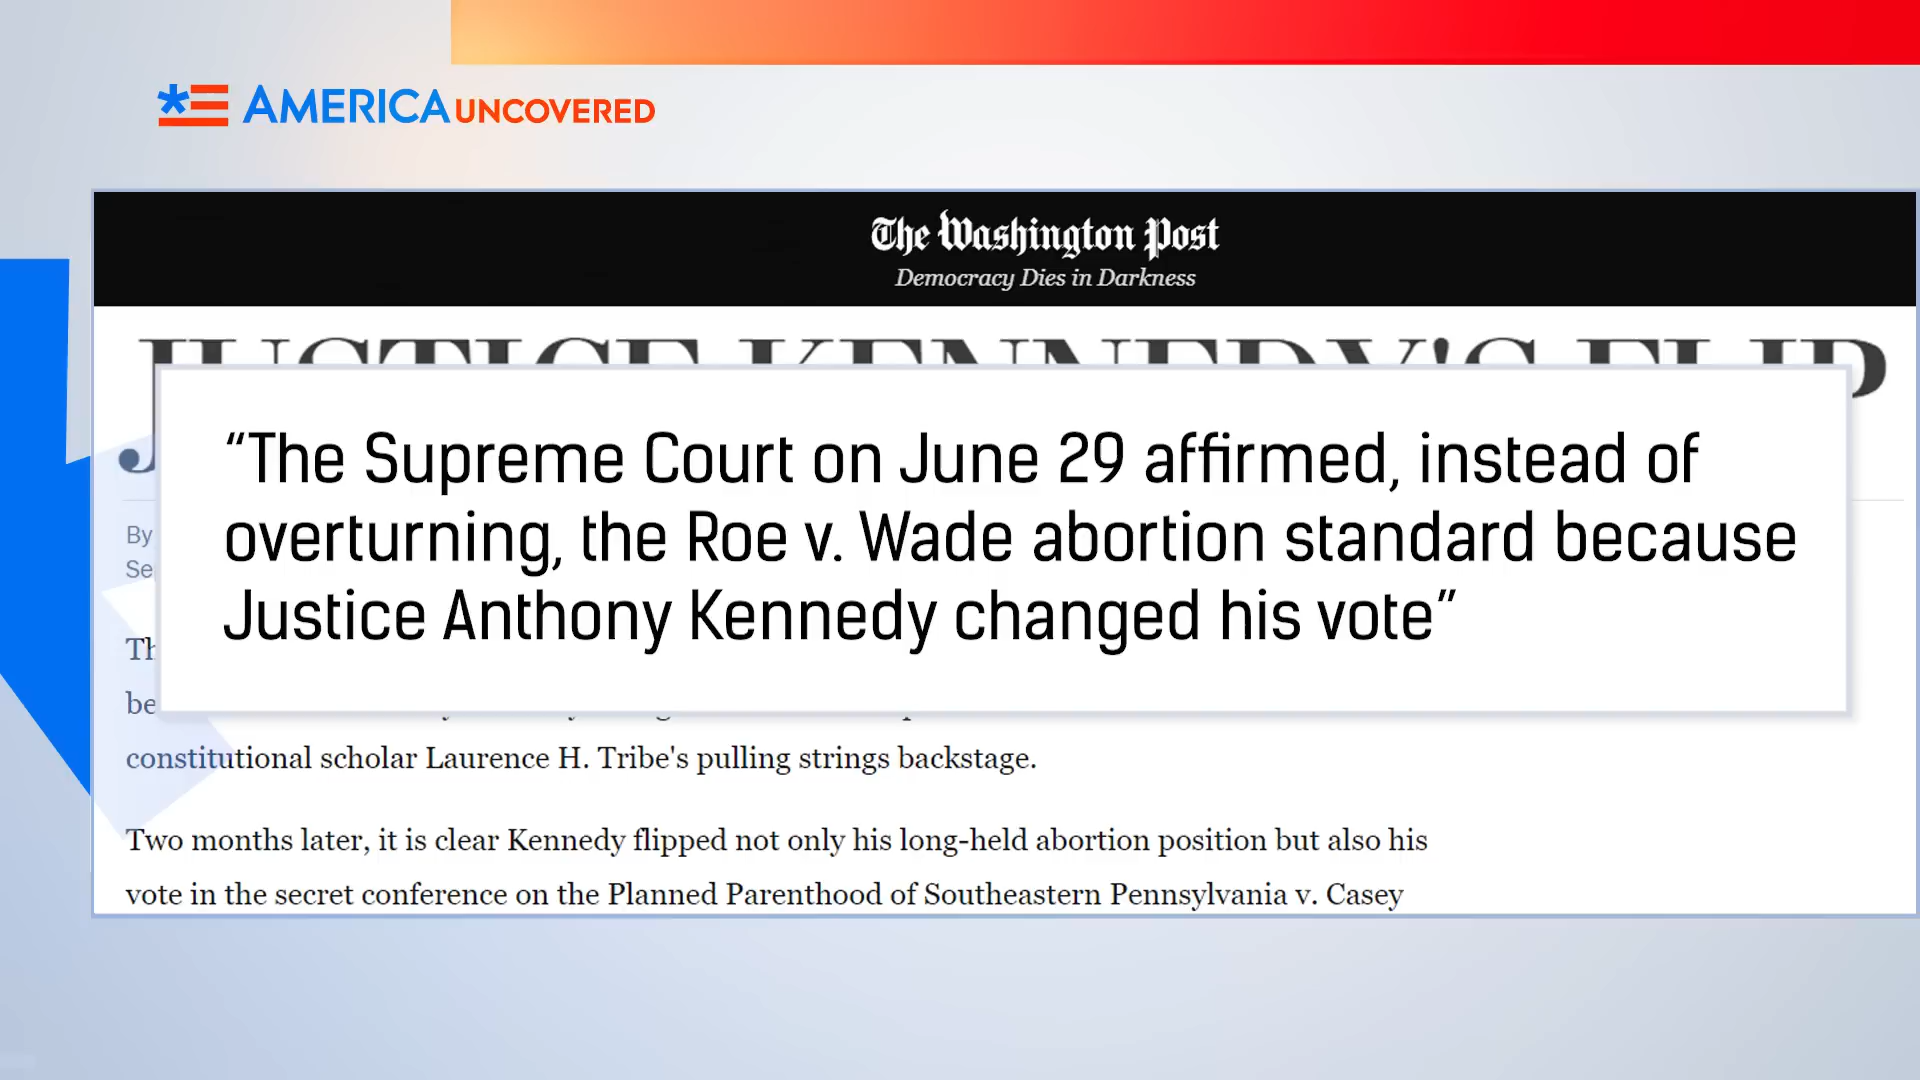 AMERICA UNCOVERED
The Washington Post
Democracy Dies in Darkness
JUSTICE KENNEDY'S FLIP
“The Supreme Court on June 29 affirmed, instead of
overturning, the Roe v. Wade abortion standard because
Justice Anthony Kennedy changed his vote”
By
constitutional scholar Laurence H. Tribe's pulling strings backstage.
Two months later, it is clear Kennedy flipped not only his long-held abortion position but also his
vote in the secret conference on the Planned Parenthood of Southeastern Pennsylvania v. Casey